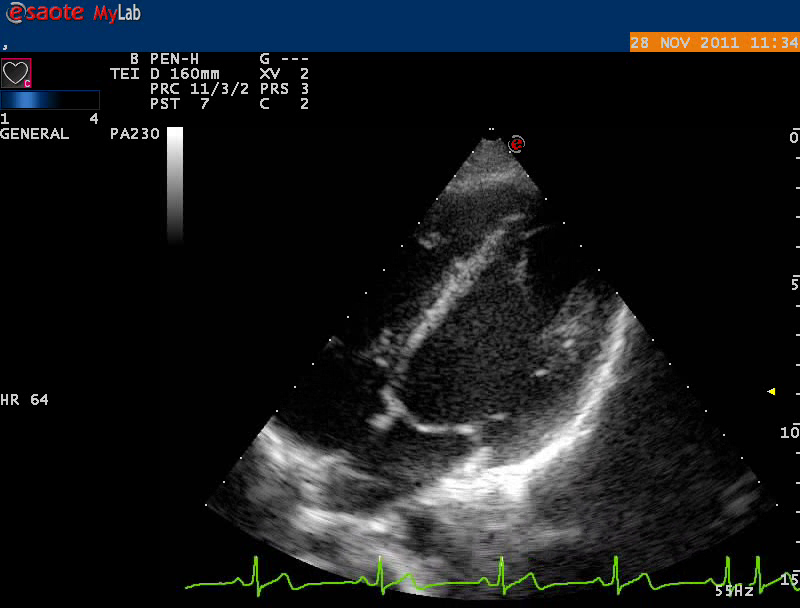 esaote MyLab
,
28 NOV 2011 11:34
B PEN-H G ---
TEI D 160mm XV 2
PRC 11/3/2 PRS 3
PST 7 C 2
C
1 4
GENERAL PA230
0
e
5
HR 64
10
15
55Hz